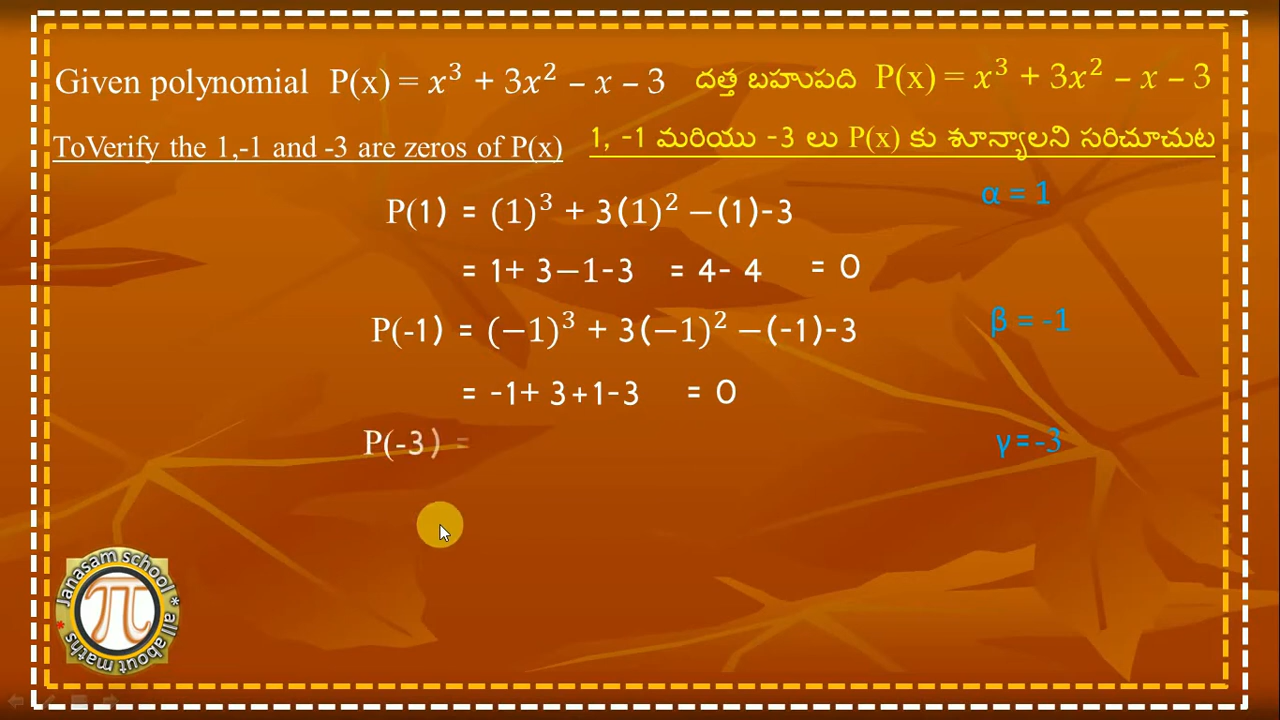 Given polynomial P(x) = x³ + 3x² – x – 3 దత్త బహుపది P(x) = x³ + 3x² – x – 3
ToVerify the 1,-1 and -3 are zeros of P(x) 1, -1 మరియు -3 లు P(x) కు శూన్యాలని సరిచూచుట
α = 1
P(1) = (1)³ + 3(1)² –(1)-3
= 1+ 3–1-3 = 4- 4 = 0
P(-1) = (–1)³ + 3(–1)² –(-1)-3
β = -1
= -1+ 3+1-3 = 0
P(-3) =
γ=-3
Janasam school * all about maths *
π